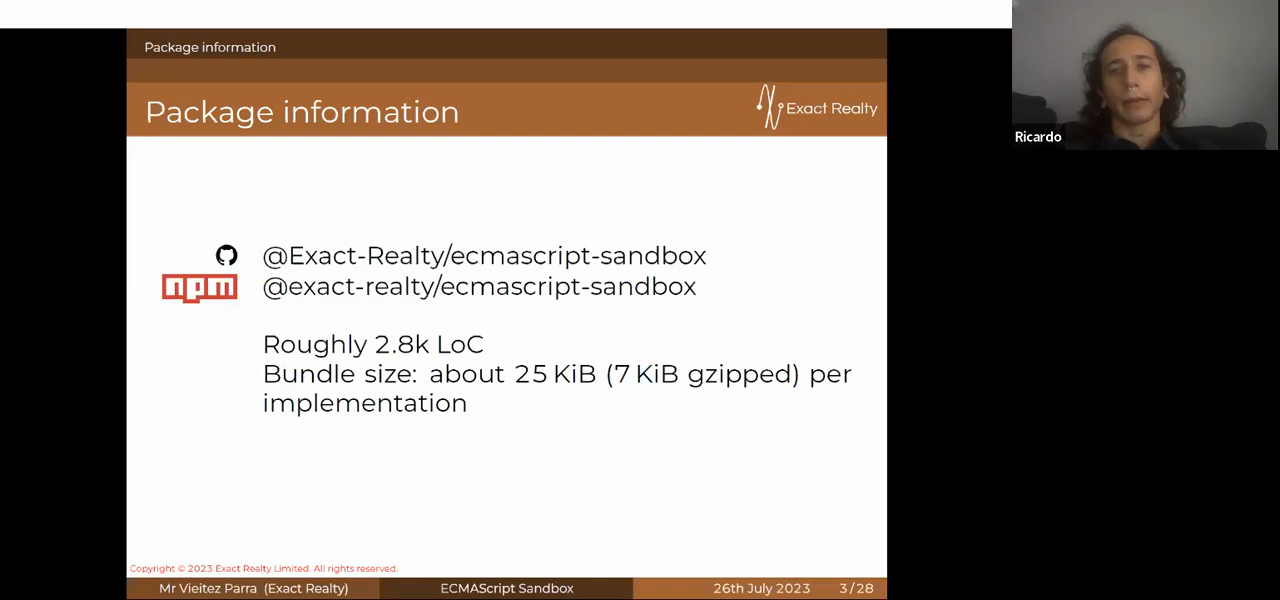 Package information
Package information
Exact Realty
Ricardo
@Exact-Realty/ecmascript-sandbox
npm
@exact-realty/ecmascript-sandbox
Roughly 2.8k LoC
Bundle size: about 25 KiB (7 KiB gzipped) per
implementation
Copyright © 2023 Exact Realty Limited. All rights reserved.
Mr Vieitez Parra (Exact Realty)
ECMAScript Sandbox
26th July 2023
3/28